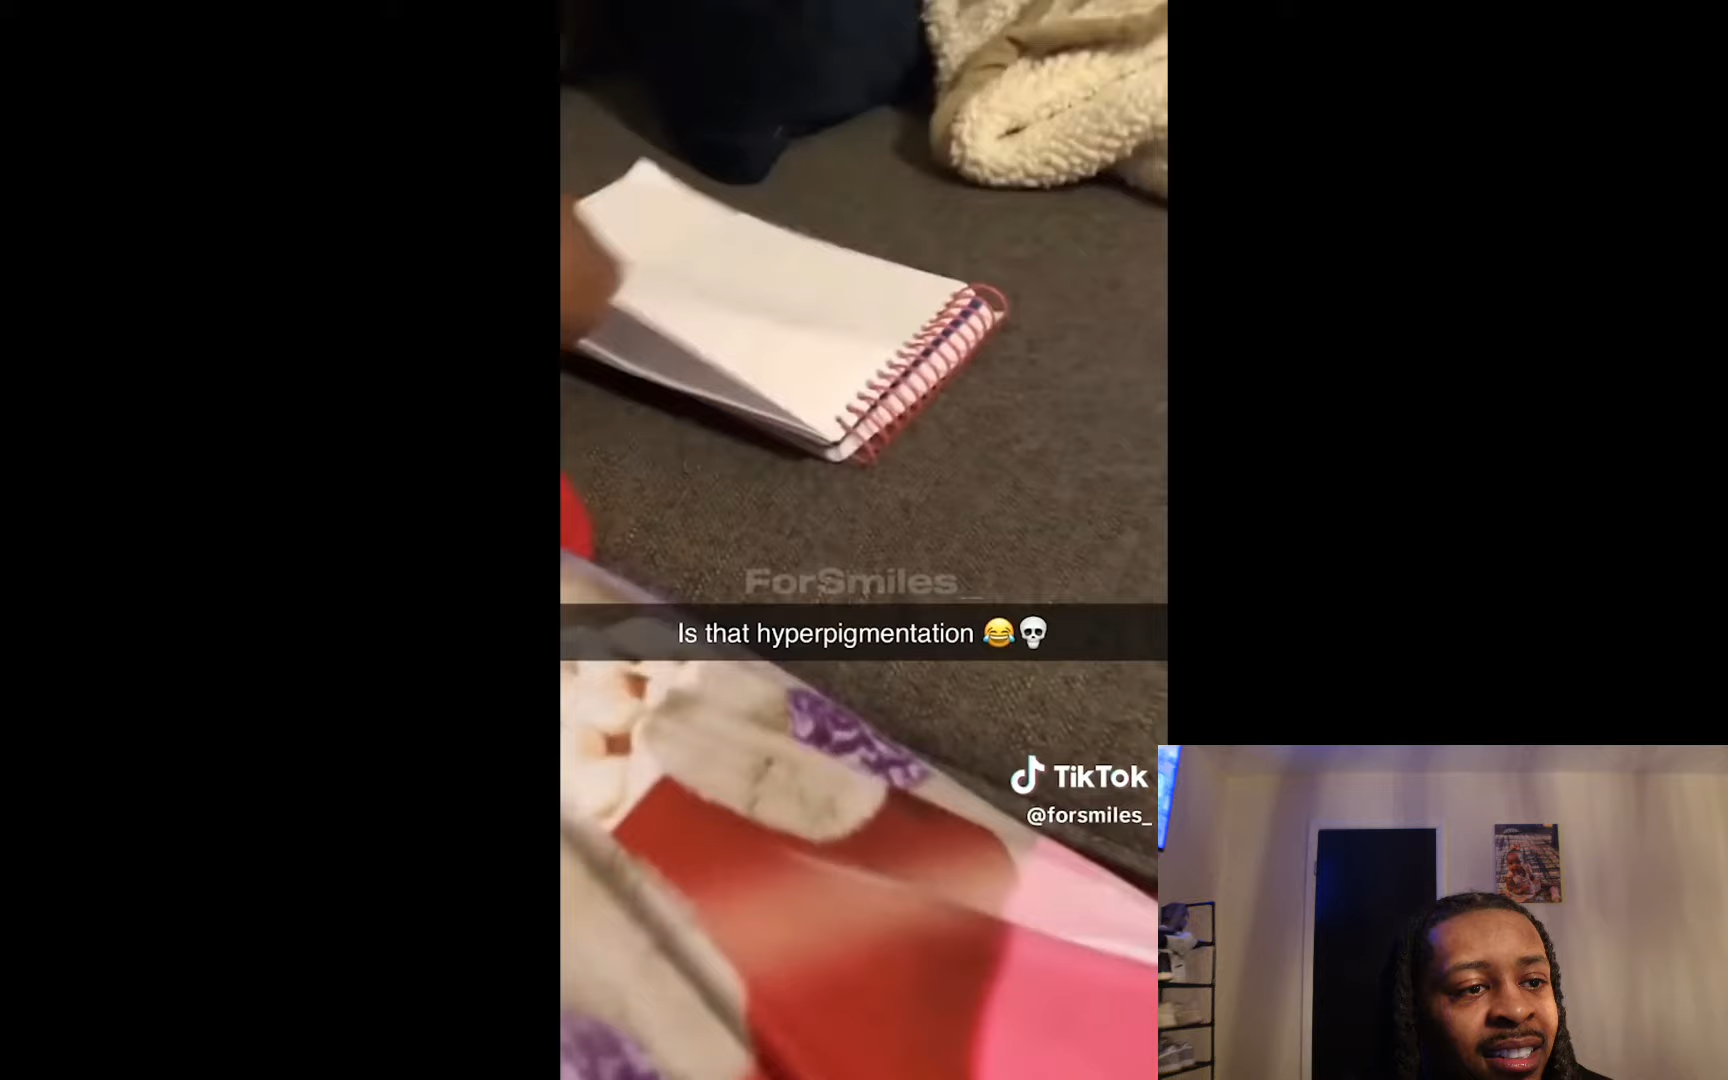 ForSmiles_
Is that hyperpigmentation 😂💀
TikTok
@forsmiles_